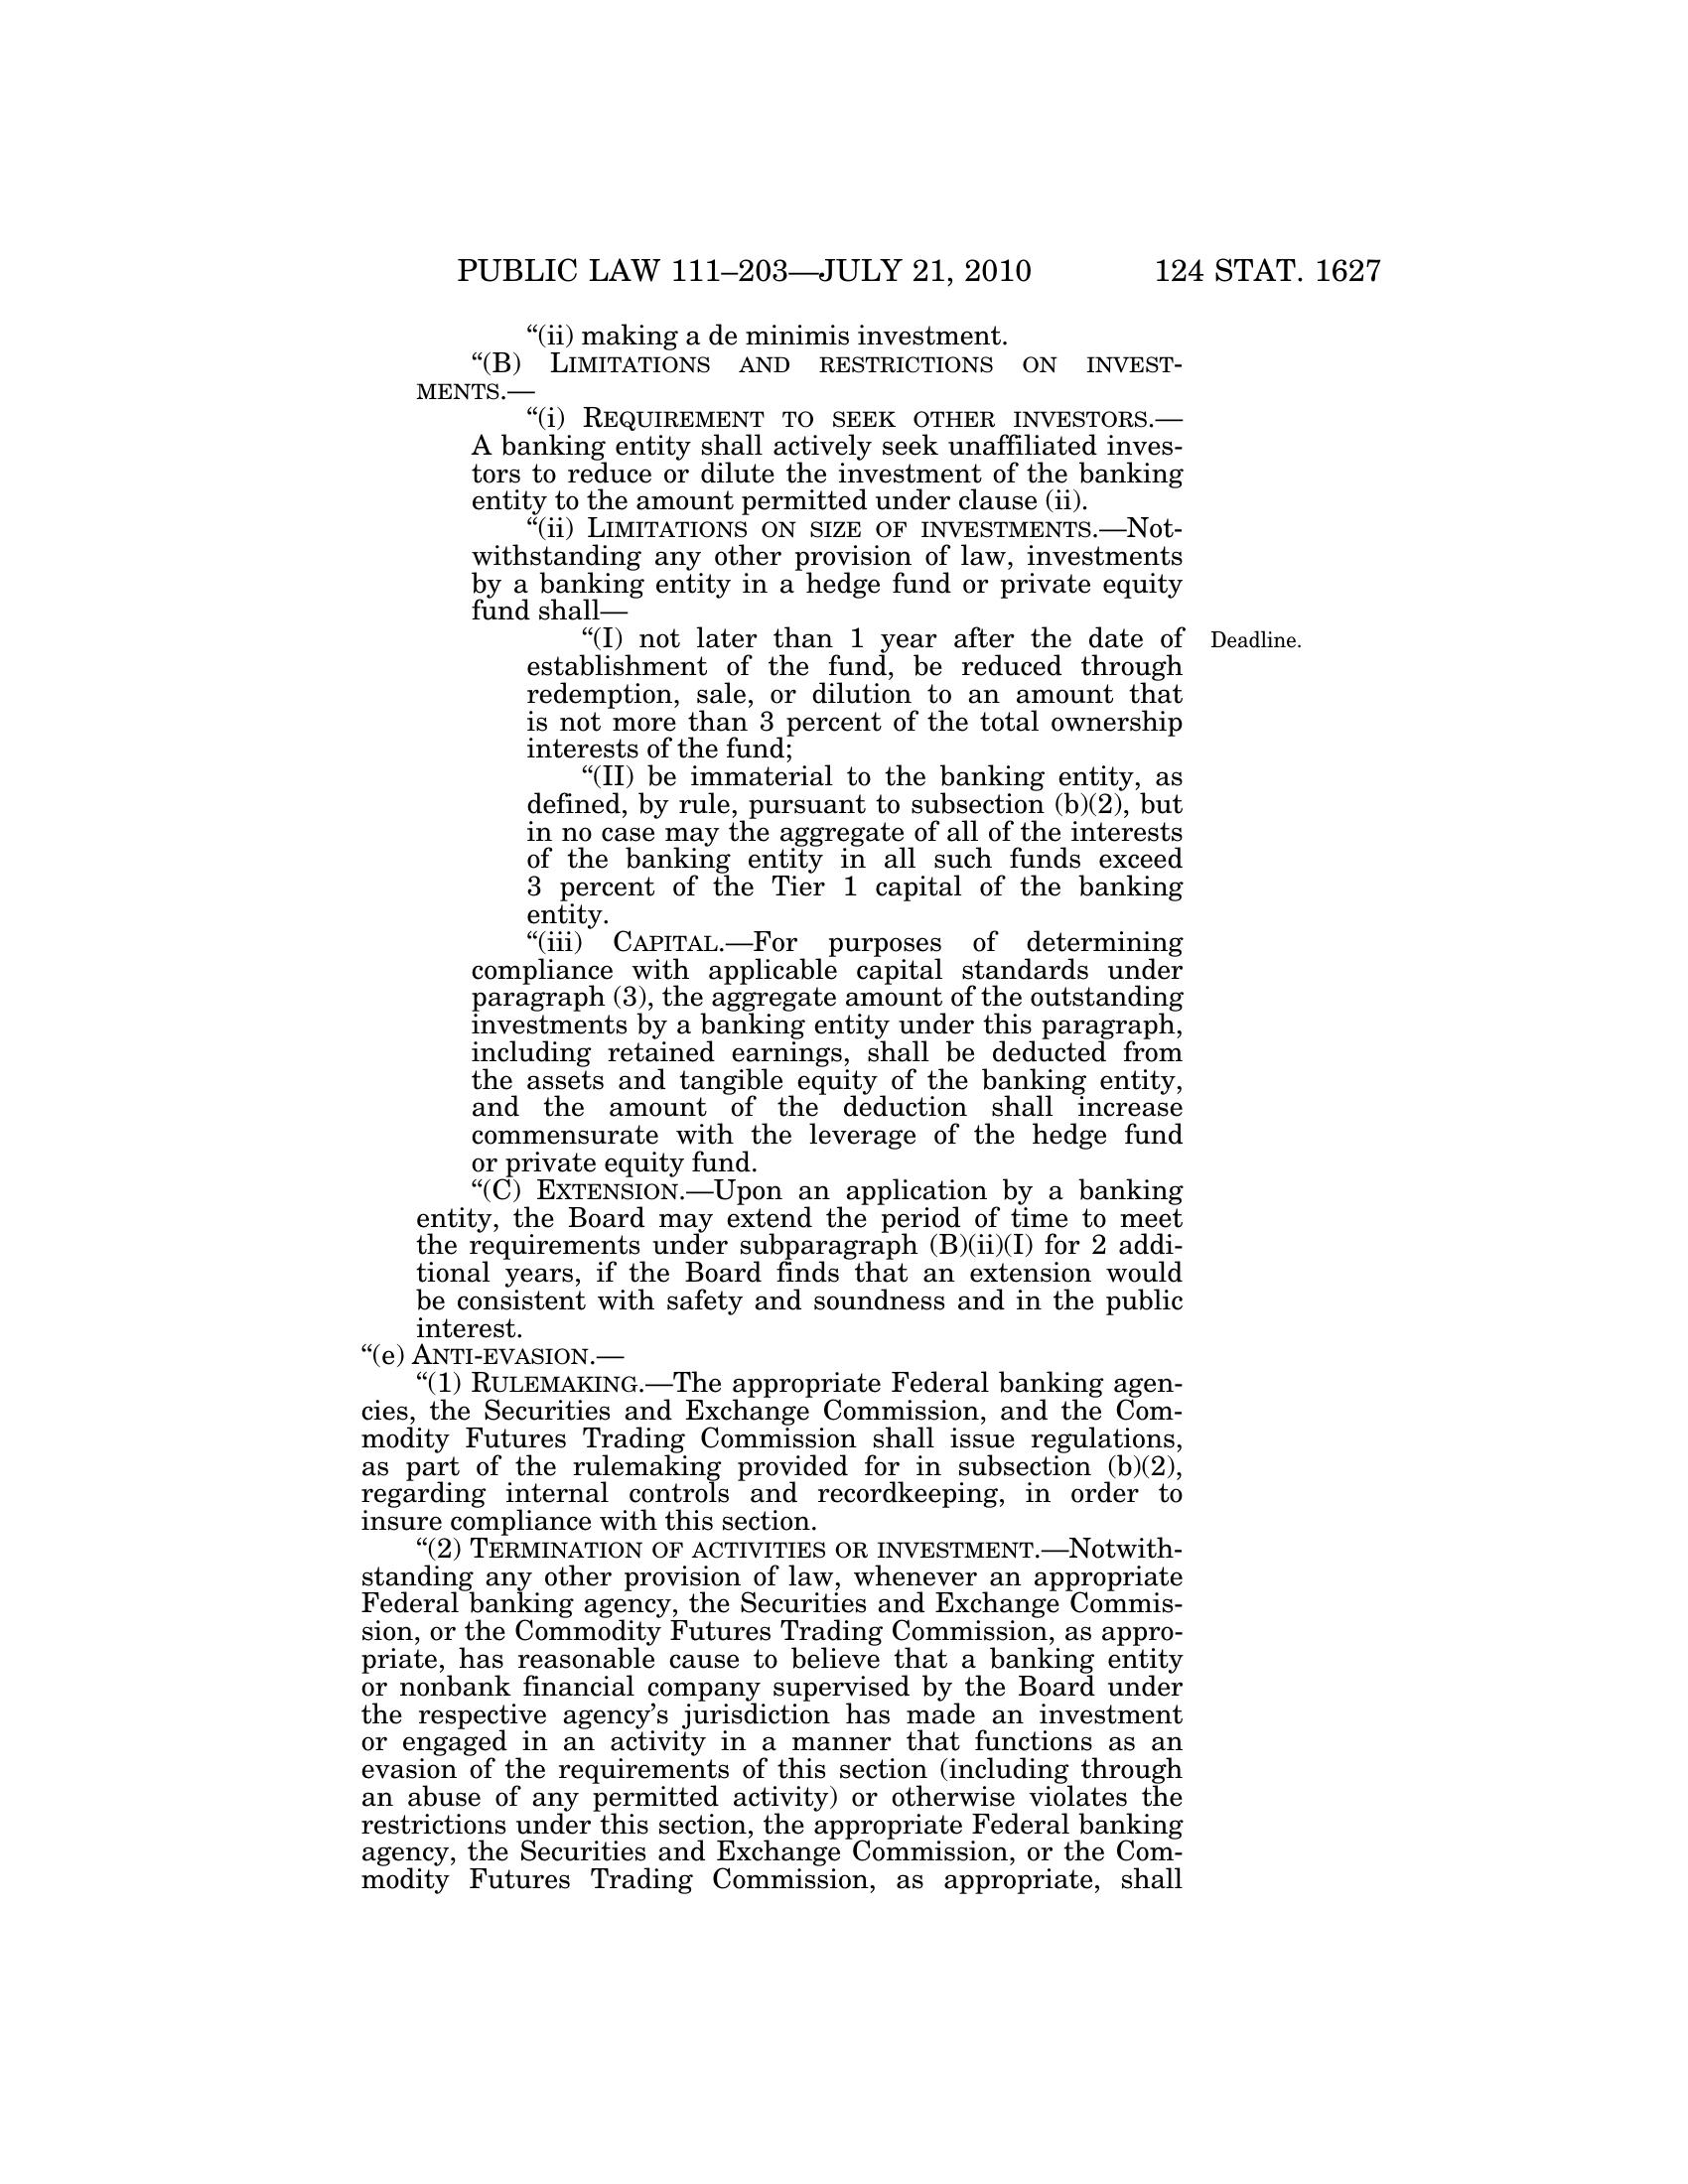 PUBLIC LAW 111–203—JULY 21, 2010 124 STAT. 1627
“(ii) making a de minimis investment.
“(B) LIMITATIONS AND RESTRICTIONS ON INVEST-
MENTS.—
“(i) REQUIREMENT TO SEEK OTHER INVESTORS.—
A banking entity shall actively seek unaffiliated inves-
tors to reduce or dilute the investment of the banking
entity to the amount permitted under clause (ii).
“(ii) LIMITATIONS ON SIZE OF INVESTMENTS.—Not-
withstanding any other provision of law, investments
by a banking entity in a hedge fund or private equity
fund shall—
“(I) not later than 1 year after the date of
Deadline.
establishment of the fund, be reduced through
redemption, sale, or dilution to an amount that
is not more than 3 percent of the total ownership
interests of the fund;
“(II) be immaterial to the banking entity, as
defined, by rule, pursuant to subsection (b)(2), but
in no case may the aggregate of all of the interests
of the banking entity in all such funds exceed
3 percent of the Tier 1 capital of the banking
entity.
“(iii) CAPITAL.—For purposes of determining
compliance with applicable capital standards under
paragraph (3), the aggregate amount of the outstanding
investments by a banking entity under this paragraph,
including retained earnings, shall be deducted from
the assets and tangible equity of the banking entity,
and the amount of the deduction shall increase
commensurate with the leverage of the hedge fund
or private equity fund.
“(C) EXTENSION.—Upon an application by a banking
entity, the Board may extend the period of time to meet
the requirements under subparagraph (B)(ii)(I) for 2 addi-
tional years, if the Board finds that an extension would
be consistent with safety and soundness and in the public
interest.
“(e) ANTI-EVASION.—
“(1) RULEMAKING.—The appropriate Federal banking agen-
cies, the Securities and Exchange Commission, and the Com-
modity Futures Trading Commission shall issue regulations,
as part of the rulemaking provided for in subsection (b)(2),
regarding internal controls and recordkeeping, in order to
insure compliance with this section.
“(2) TERMINATION OF ACTIVITIES OR INVESTMENT.—Notwith-
standing any other provision of law, whenever an appropriate
Federal banking agency, the Securities and Exchange Commis-
sion, or the Commodity Futures Trading Commission, as appro-
priate, has reasonable cause to believe that a banking entity
or nonbank financial company supervised by the Board under
the respective agency’s jurisdiction has made an investment
or engaged in an activity in a manner that functions as an
evasion of the requirements of this section (including through
an abuse of any permitted activity) or otherwise violates the
restrictions under this section, the appropriate Federal banking
agency, the Securities and Exchange Commission, or the Com-
modity Futures Trading Commission, as appropriate, shall